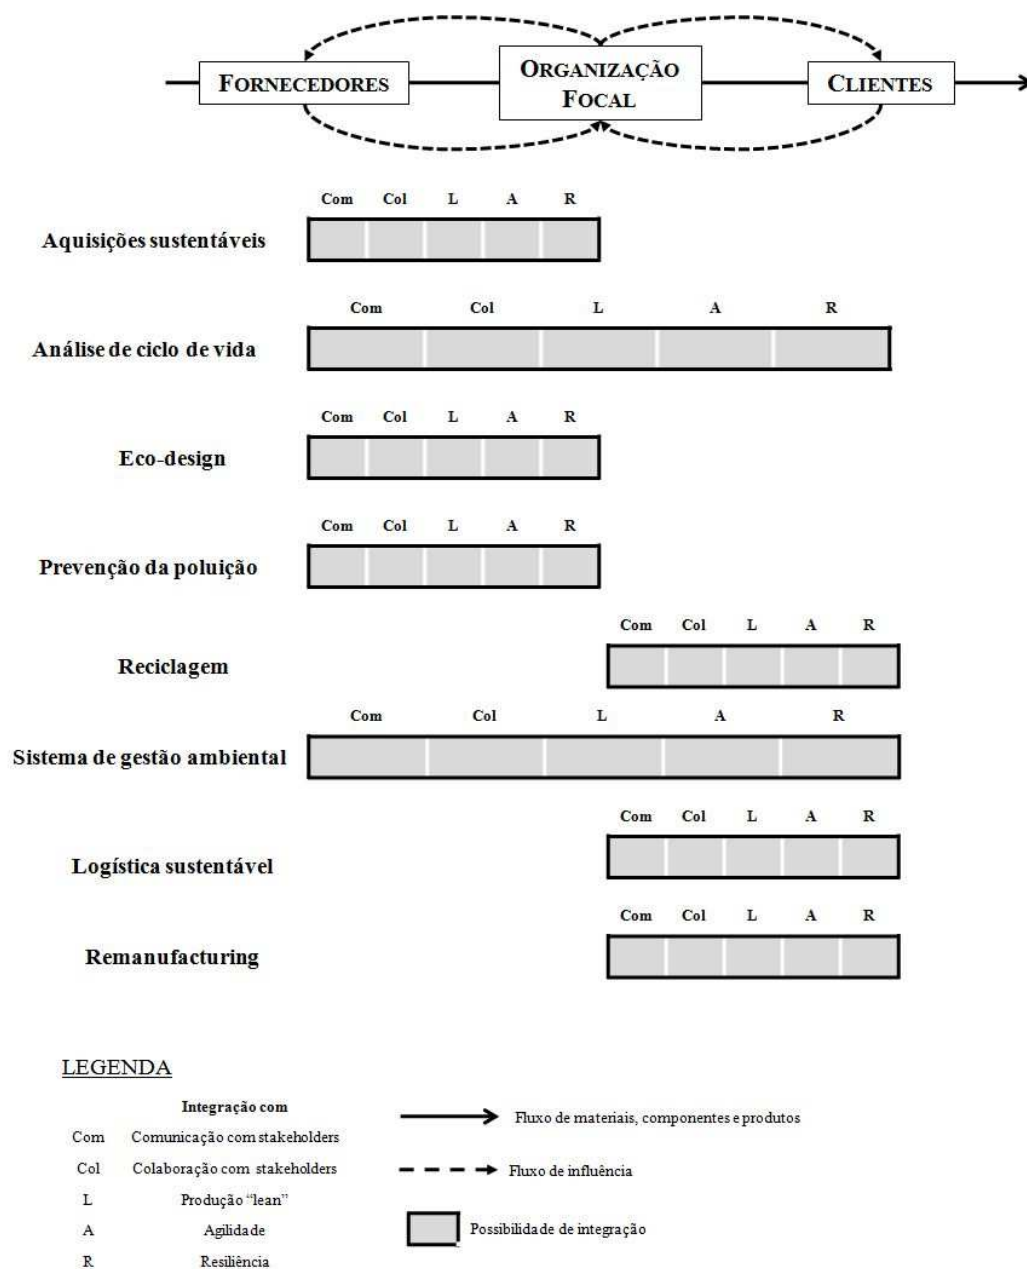 FORNECEDORES
ORGANIZAÇÃO
FOCAL
CLIENTES
Com Col L A R
Aquisições sustentáveis
Com Col L A R
Análise de ciclo de vida
Com Col L A R
Eco-design
Com Col L A R
Prevenção da poluição
Com Col L A R
Reciclagem
Com Col L A R
Sistema de gestão ambiental
Com Col L A R
Logística sustentável
Com Col L A R
Remanufacturing
LEGENDA
Integração com
Com Comunicação com stakeholders
Col Colaboração com stakeholders
L Produção “lean”
A Agilidade
R Resiliência
Fluxo de materiais, componentes e produtos
Fluxo de influência
Possibilidade de integração